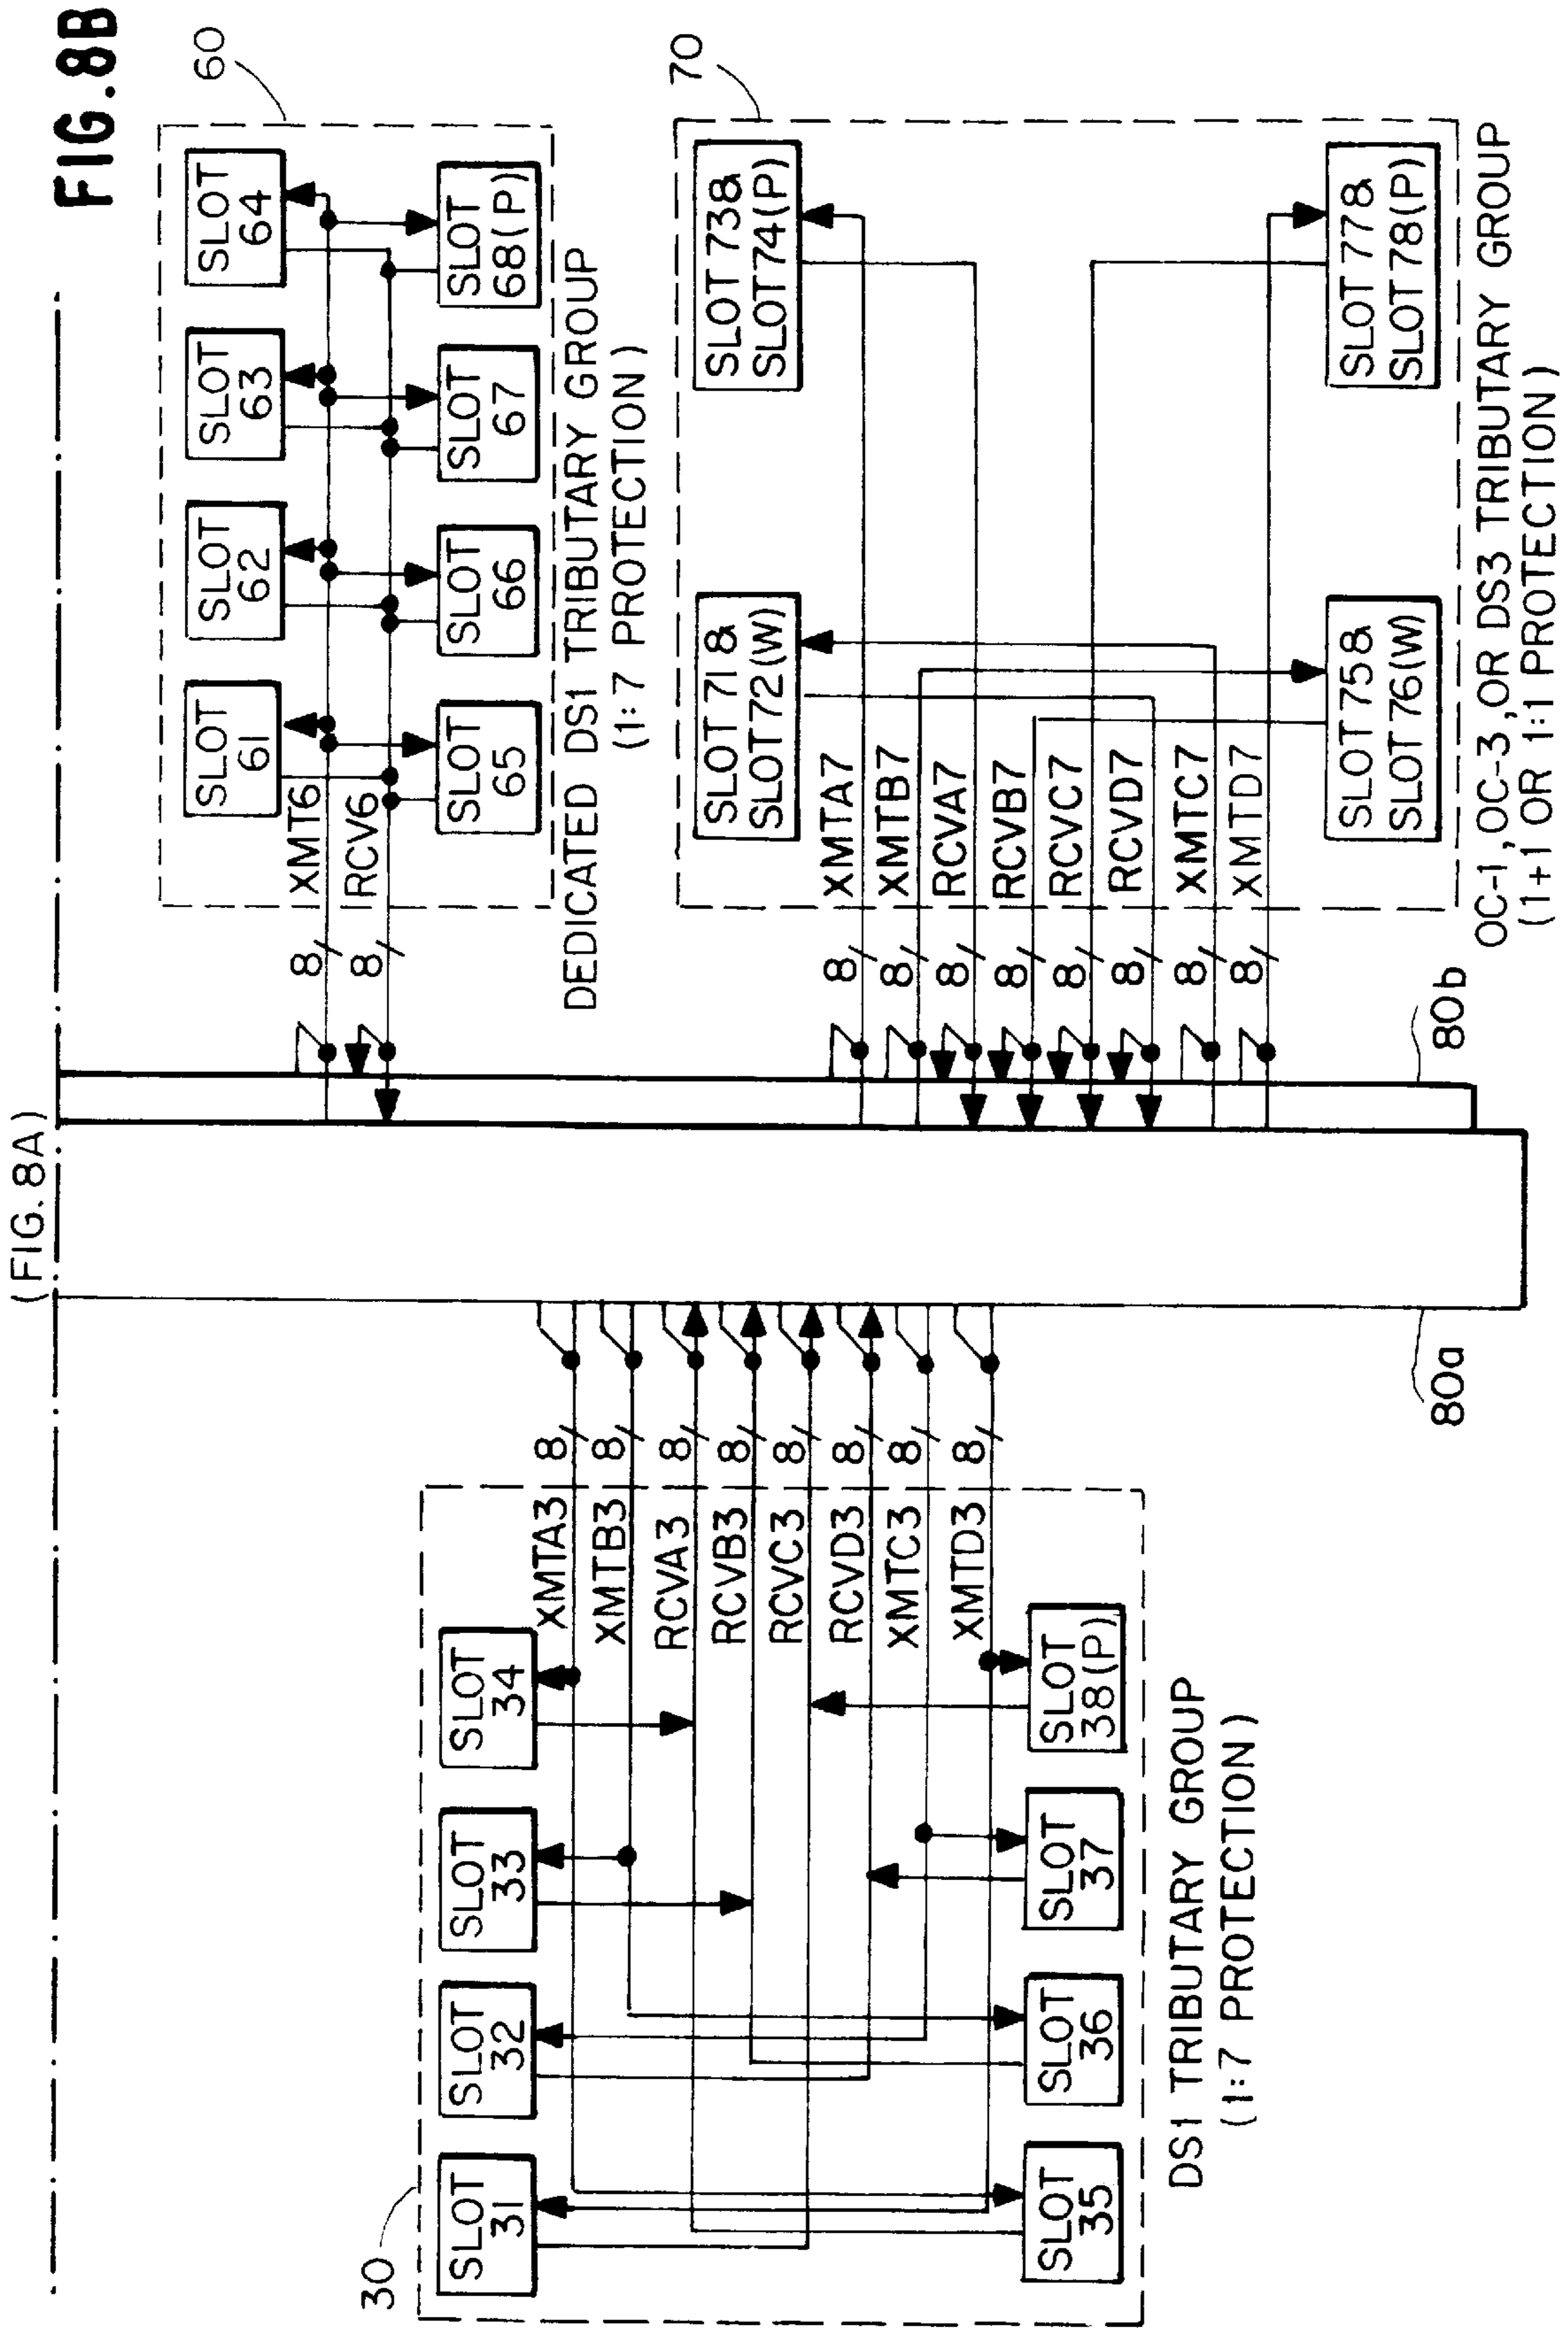 FIG.8B
(FIG. 8A)
30
SLOT
31
SLOT
32
SLOT
33
SLOT
34
XMTA3
8
XMTB3
8
RCVA3
8
RCVB3
8
RCVC3
8
RCVD3
8
XMTC3
8
XMTD3
8
SLOT
35
SLOT
36
SLOT
37
SLOT
38(P)
DS1 TRIBUTARY GROUP
(1:7 PROTECTION)
80a
80b
60
SLOT
61
SLOT
62
SLOT
63
SLOT
64
8
XMT6
8
RCV6
SLOT
65
SLOT
66
SLOT
67
SLOT
68(P)
DEDICATED DS1 TRIBUTARY GROUP
(1:7 PROTECTION)
70
SLOT 71 &
SLOT 72(W)
SLOT 73&
SLOT 74(P)
8
XMTA7
8
XMTB7
8
RCVA7
8
RCVB7
8
RCVC7
8
RCVD7
8
XMTC7
8
XMTD7
SLOT 75&
SLOT 76(W)
SLOT 77&
SLOT 78(P)
OC-1,OC-3,OR DS3 TRIBUTARY GROUP
(1+1 OR 1:1 PROTECTION)